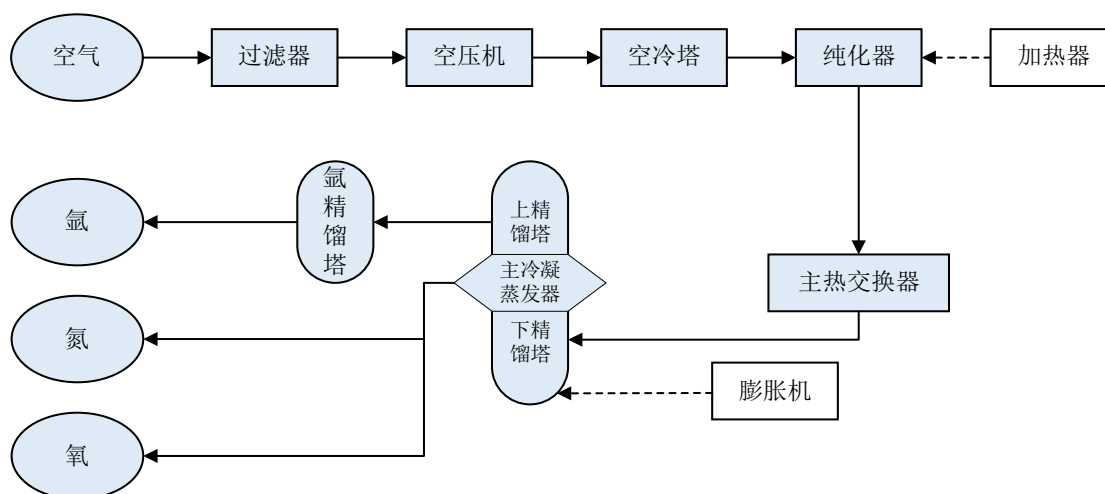 空气
过滤器
空压机
空冷塔
纯化器
加热器
氩
氩
精
馏
塔
上精
馏塔
主冷凝
蒸发器
下精
馏塔
主热交换器
氮
膨胀机
氧